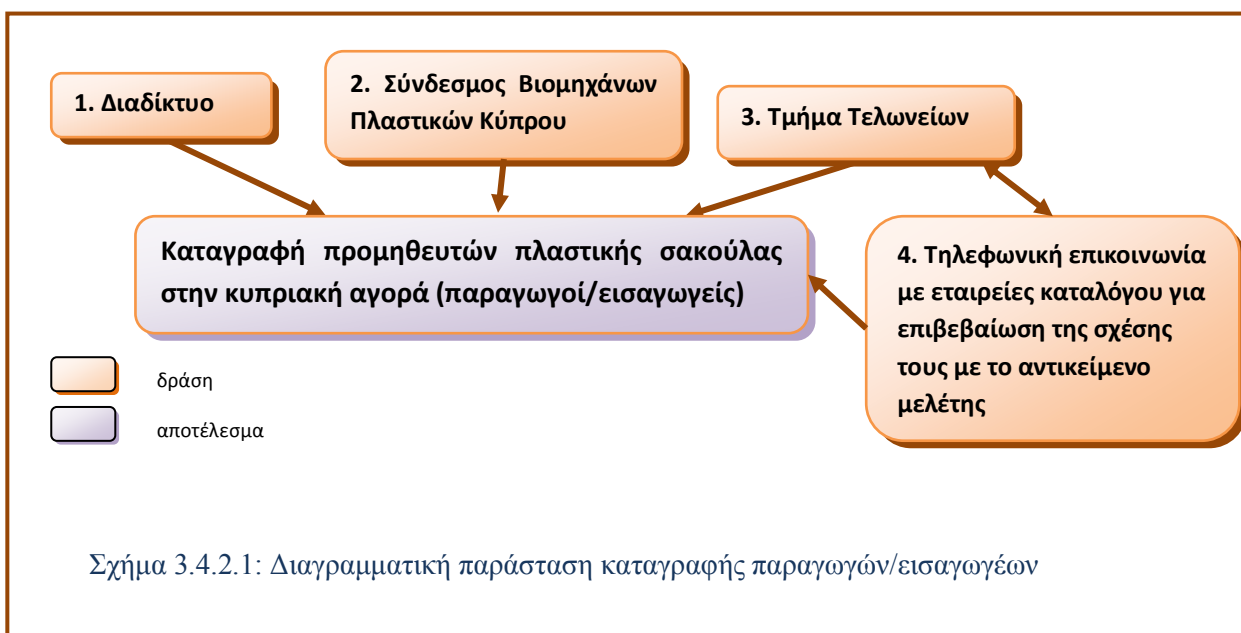 1. Διαδίκτυο
2. Σύνδεσμος Βιομηχάνων
Πλαστικών Κύπρου
3. Τμήμα Τελωνείων
Καταγραφή προμηθευτών πλαστικής σακούλας
στην κυπριακή αγορά (παραγωγοί/εισαγωγείς)
4. Τηλεφωνική επικοινωνία
με εταιρείες καταλόγου για
επιβεβαίωση της σχέσης
τους με το αντικείμενο
μελέτης
δράση
αποτέλεσμα
Σχήμα 3.4.2.1: Διαγραμματική παράσταση καταγραφής παραγωγών/εισαγωγέων